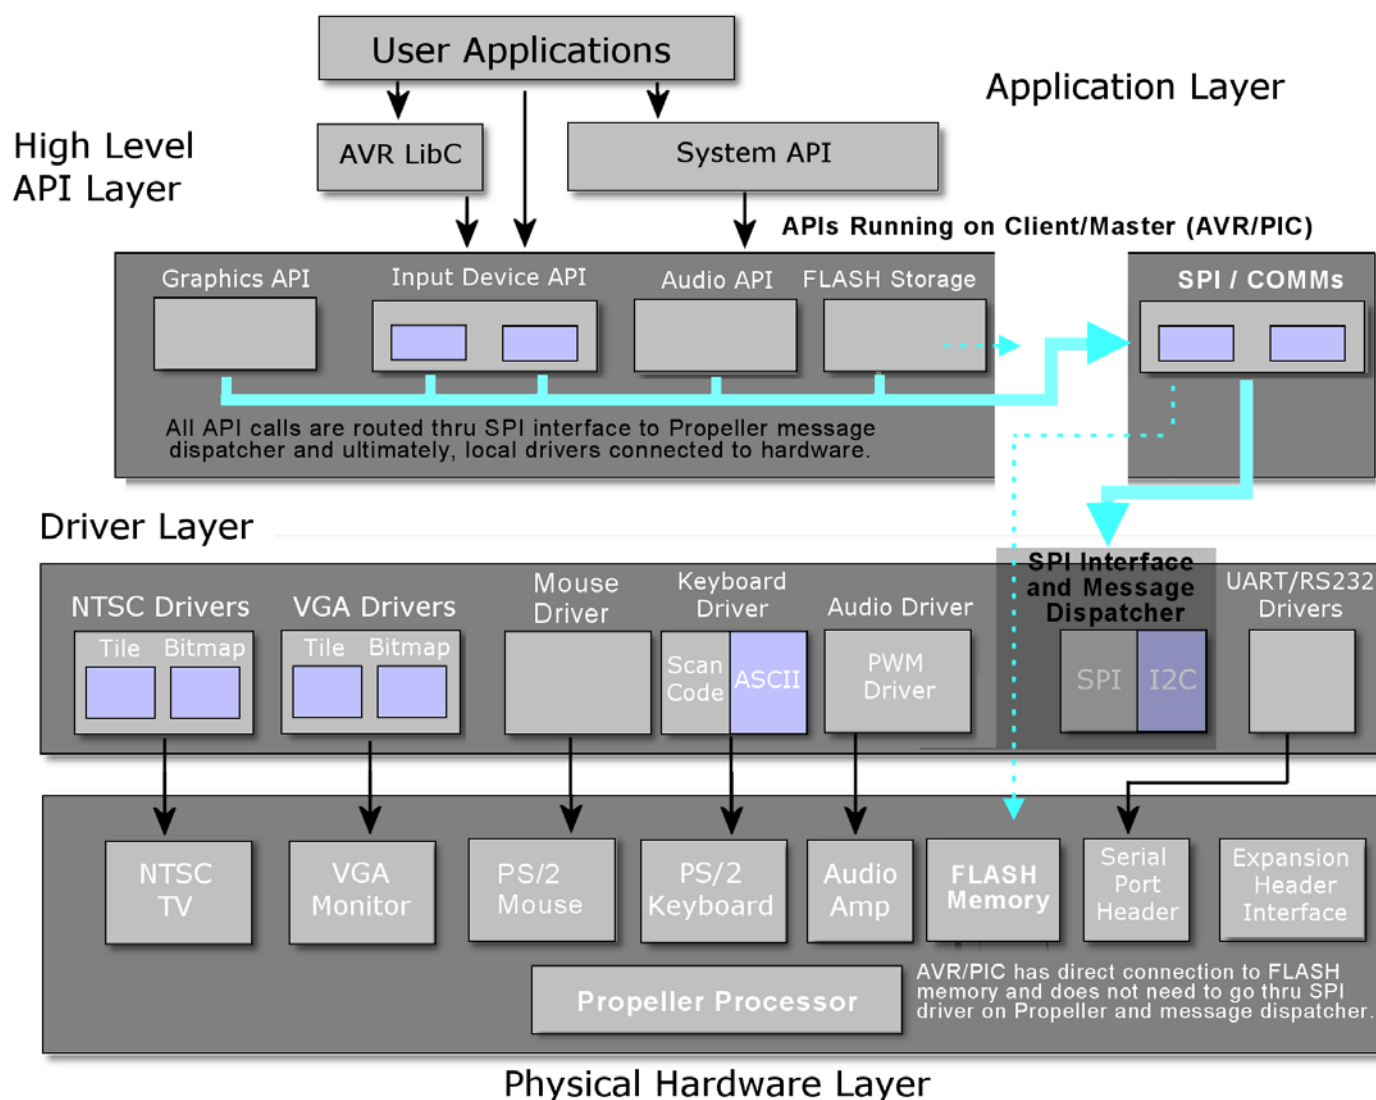 User Applications
Application Layer
High Level
API Layer
AVR LibC
System API
APIs Running on Client/Master (AVR/PIC)
Graphics API
Input Device API
Audio API
FLASH Storage
SPI / COMMs
All API calls are routed thru SPI interface to Propeller message
dispatcher and ultimately, local drivers connected to hardware.
Driver Layer
NTSC Drivers
Tile
Bitmap
VGA Drivers
Tile
Bitmap
Mouse
Driver
Keyboard
Driver
Scan
Code
ASCII
Audio Driver
PWM
Driver
SPI Interface
and Message
Dispatcher
SPI
I2C
UART/RS232
Drivers
NTSC
TV
VGA
Monitor
PS/2
Mouse
PS/2
Keyboard
Audio
Amp
FLASH
Memory
Serial
Port
Header
Expansion
Header
Interface
Propeller Processor
AVR/PIC has direct connection to FLASH
memory and does not need to go thru SPI
driver on Propeller and message dispatcher.
Physical Hardware Layer